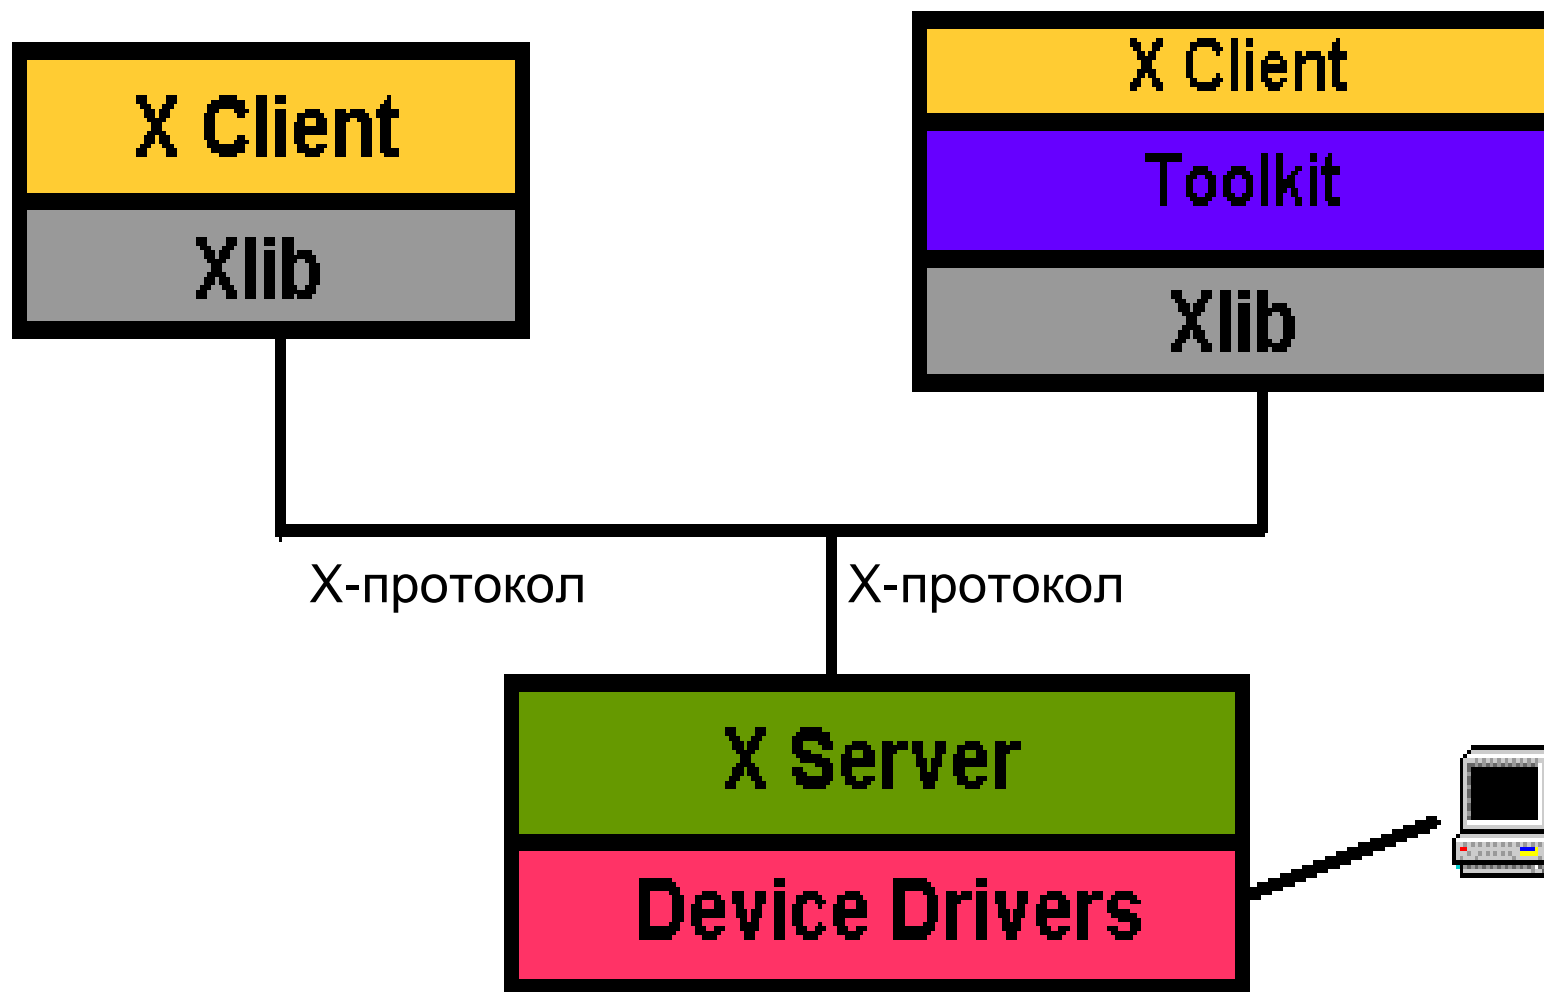 X Client
Xlib
X Client
Toolkit
Xlib
X-протокол
X-протокол
X Server
Device Drivers